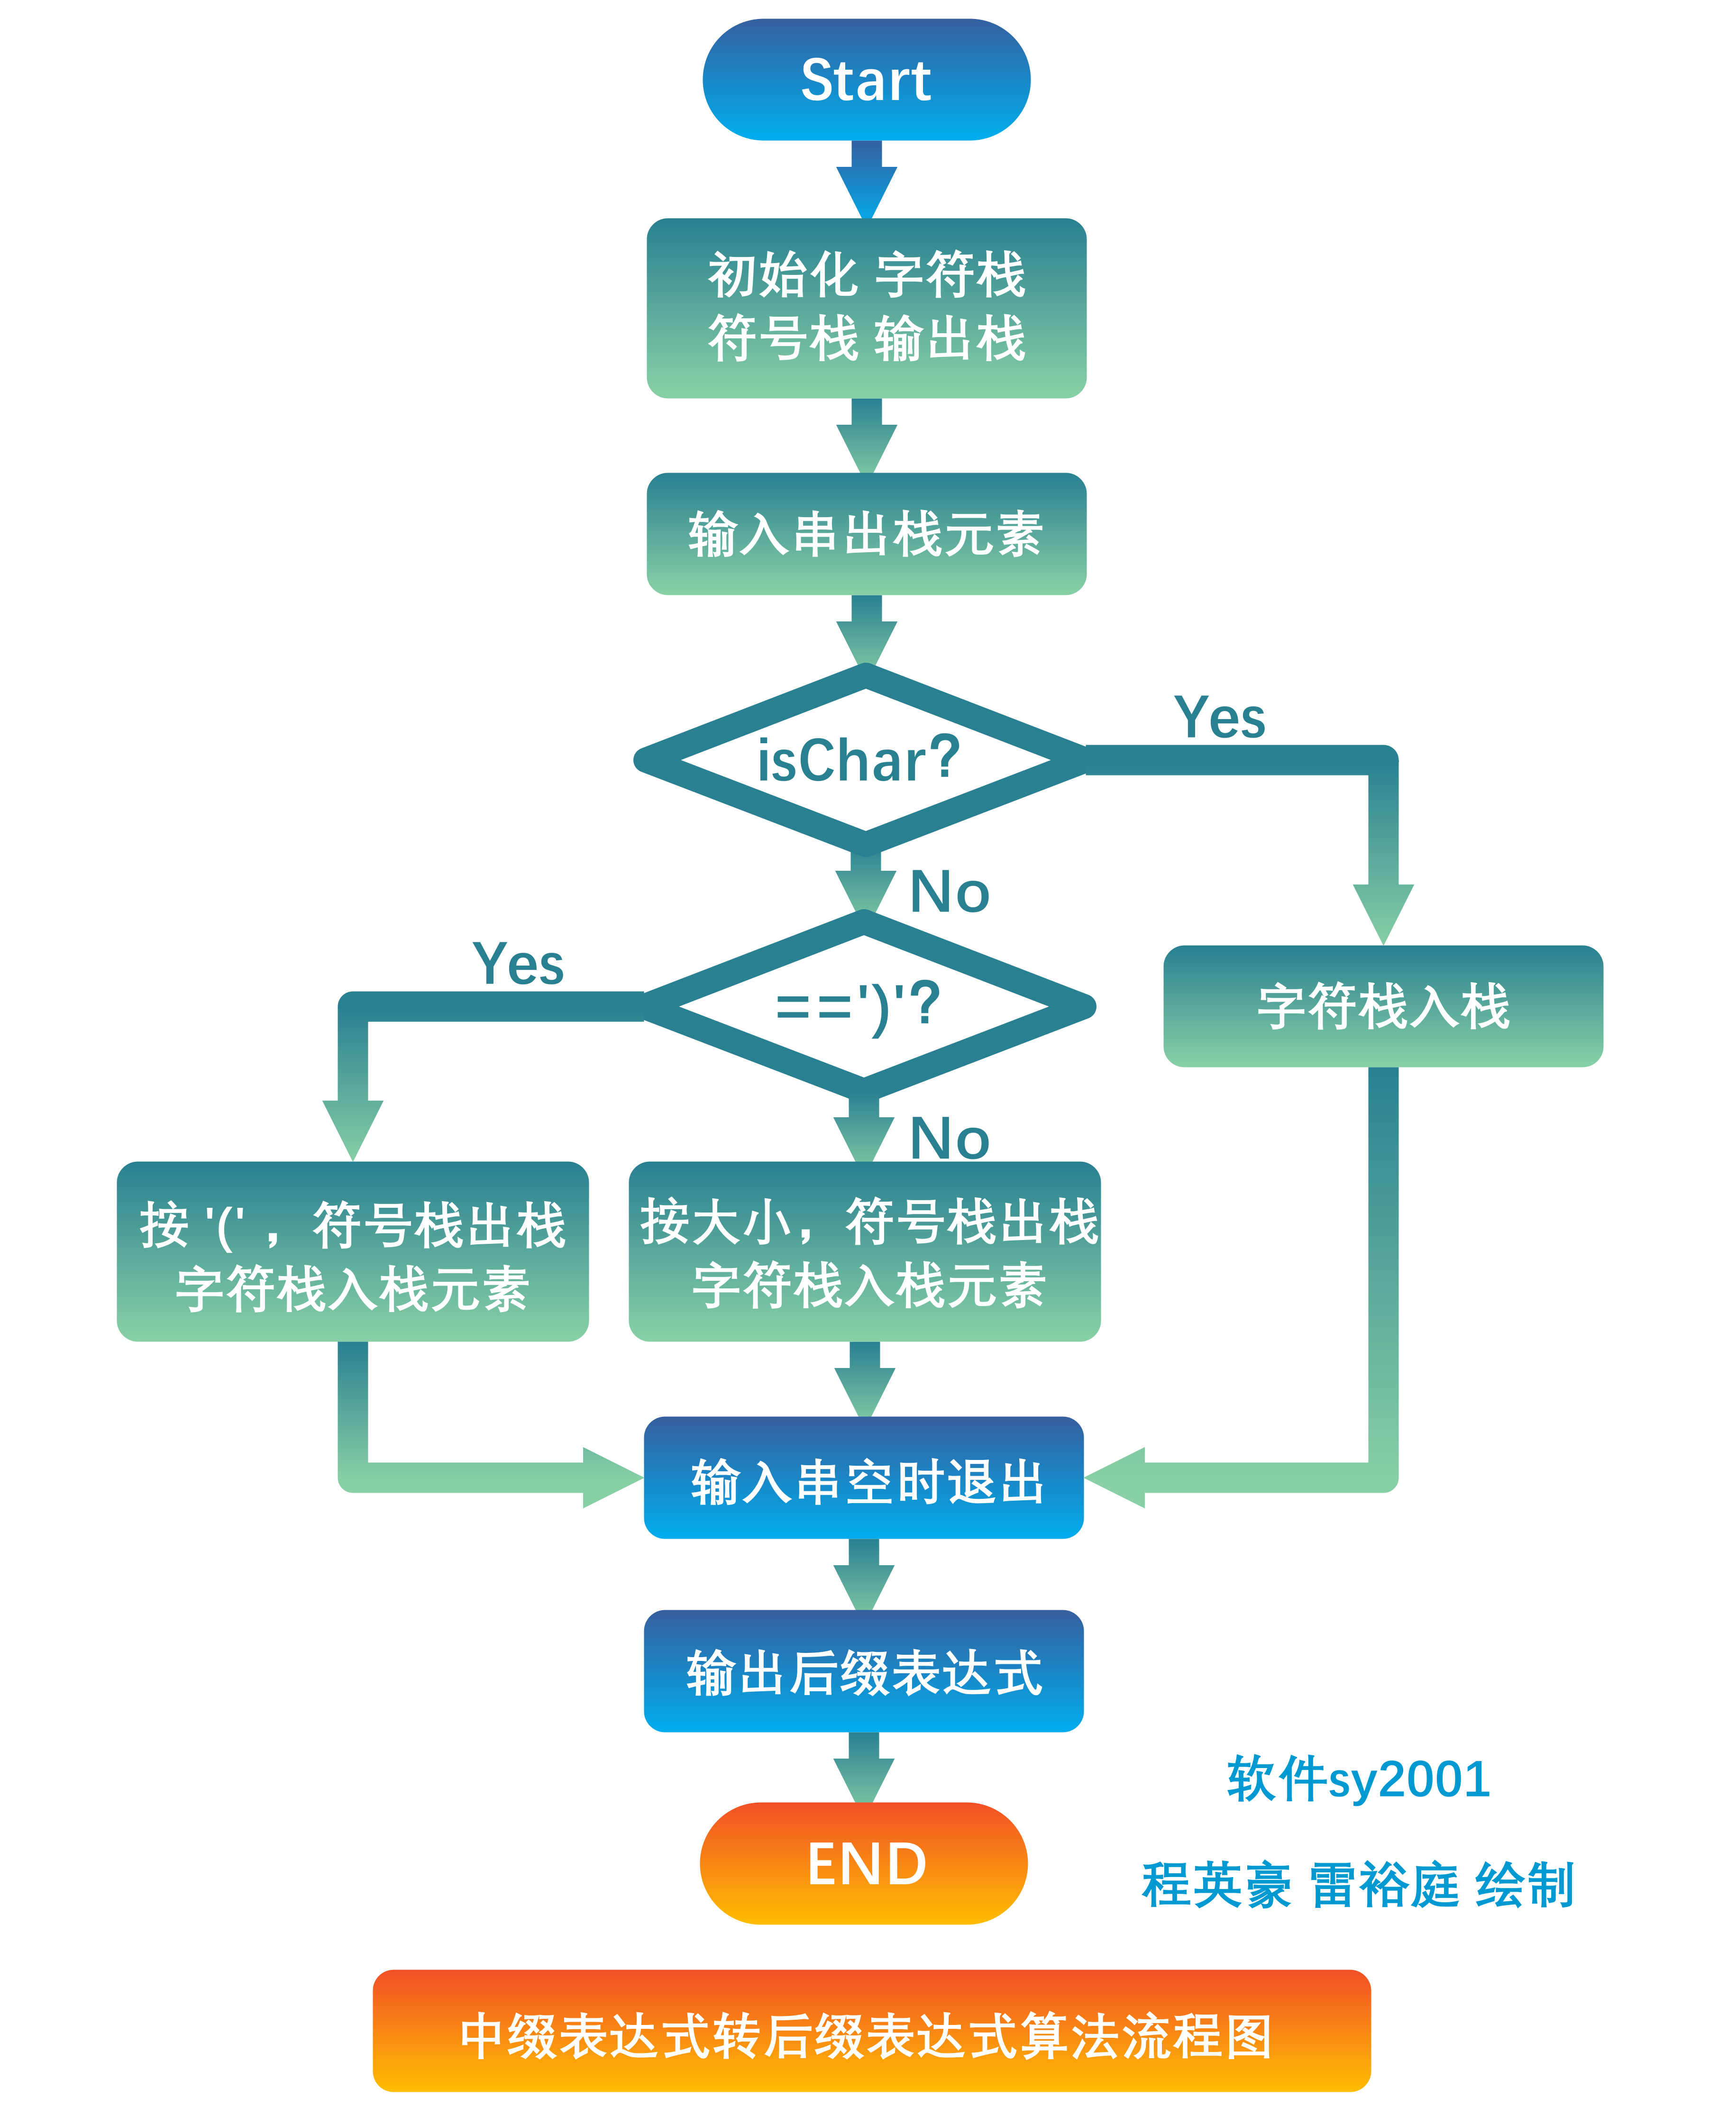 Start
初始化 字符栈
符号栈 输出栈
输入串出栈元素
isChar?
Yes
No
==')'?
Yes
字符栈入栈
No
按 '(' ，符号栈出栈
字符栈入栈元素
按大小，符号栈出栈
字符栈入栈元素
输入串空时退出
输出后缀表达式
END
软件sy2001
程英豪 雷裕庭 绘制
中缀表达式转后缀表达式算法流程图